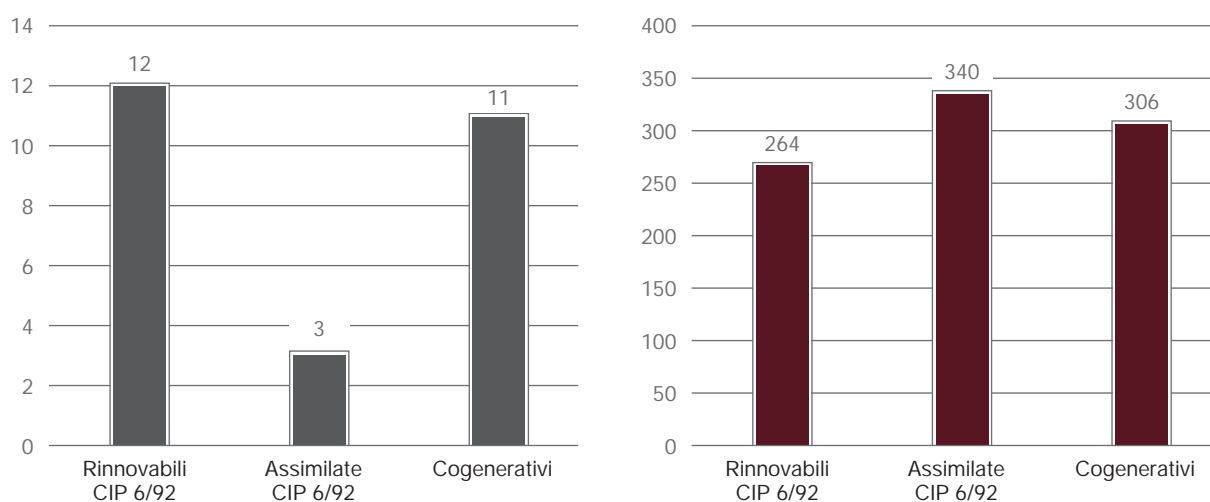 14
12
10
8
6
4
2
0
12
3
11
Rinnovabili
CIP 6/92
Assimilate
CIP 6/92
Cogenerativi
400
350
300
250
200
150
100
50
0
264
340
306
Rinnovabili
CIP 6/92
Assimilate
CIP 6/92
Cogenerativi